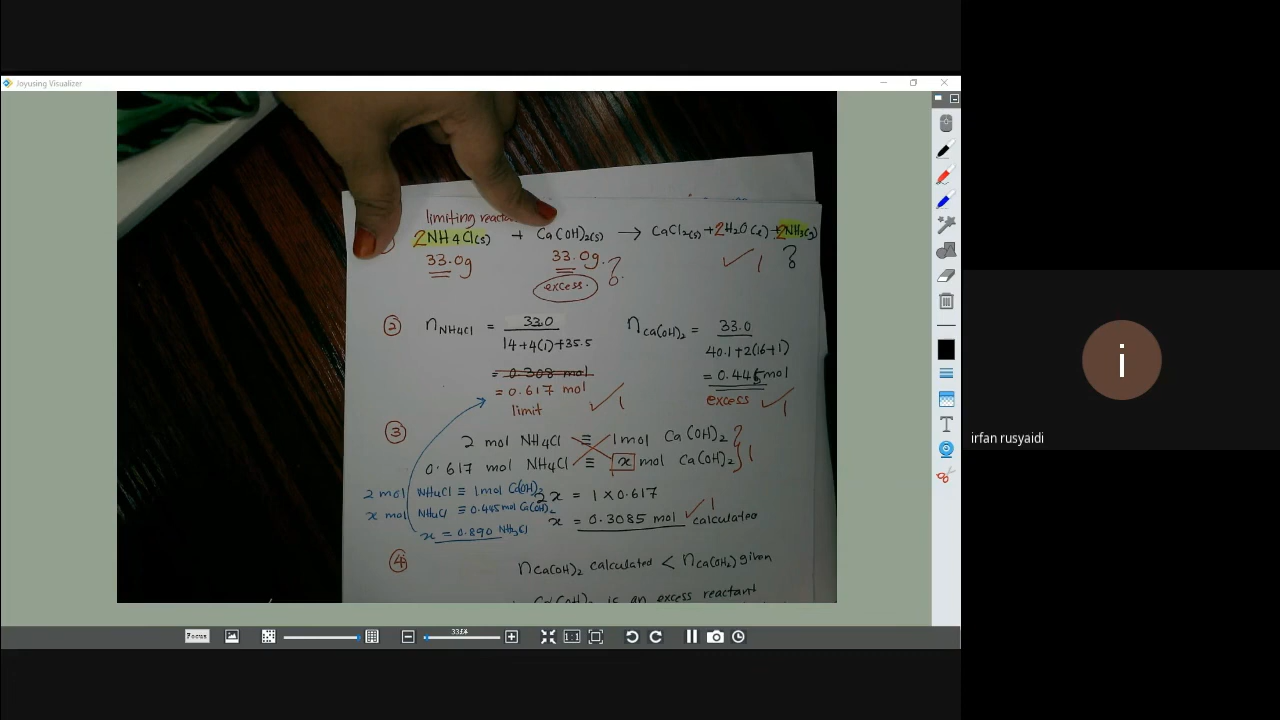 Joyusing Visualizer
limiting reacta
2NH4Cl(s) + Ca(OH)2(s) → CaCl2(s) + 2H2O(l) + 2NH3(g)
33.0g 33.0g ? ✓ 1 ?
excess.
② nNH4Cl = 33.0 / 14+4(1)+35.5
= 0.308 mol
= 0.617 mol ✓ 1
limit
nCa(OH)2 = 33.0 / 40.1+2(16+1)
= 0.445 mol
excess ✓ 1
③ 2 mol NH4Cl ≡ 1 mol Ca(OH)2
0.617 mol NH4Cl ≡ x mol Ca(OH)2 } 1
2x = 1 × 0.617
x = 0.3085 mol ✓ 1 calculated
2 mol NH4Cl ≡ 1 mol Ca(OH)2
x mol NH4Cl ≡ 0.445 mol Ca(OH)2
x = 0.890
④ nCa(OH)2 calculated < nCa(OH)2 given
Ca(OH)2 is an excess reactant
Focus
1:1
T
i
irfan rusyaidi